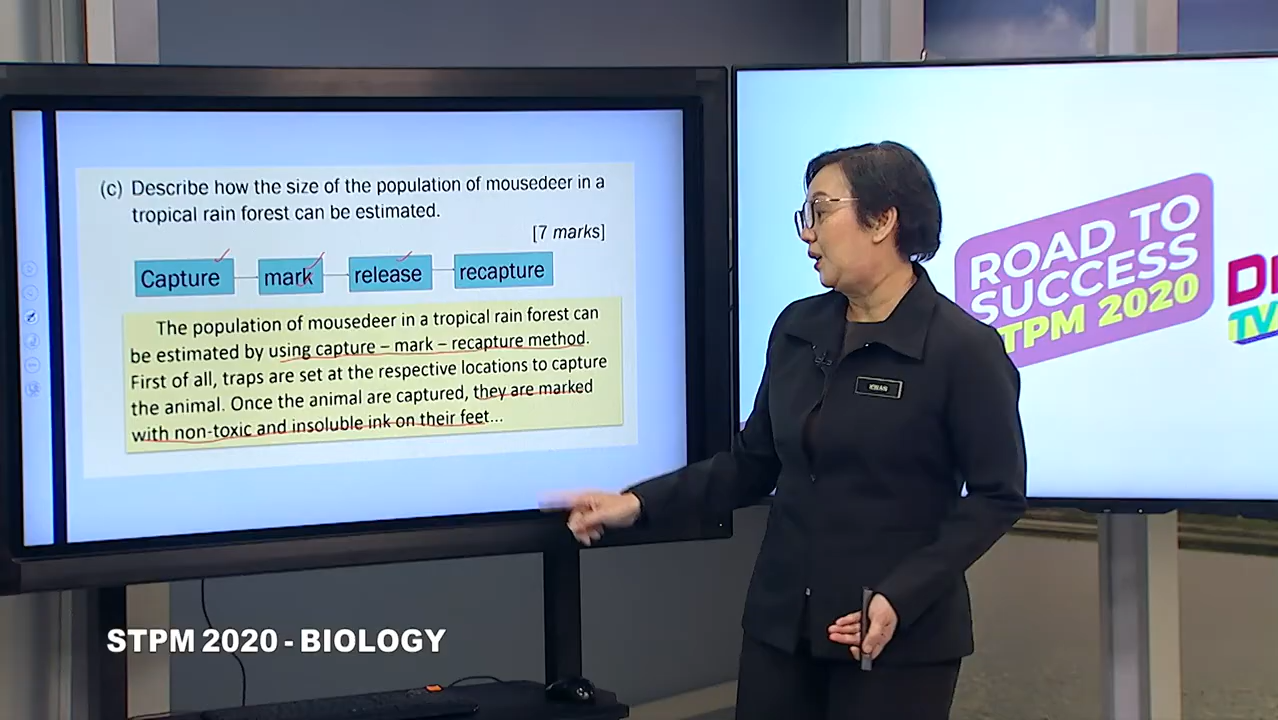 (c) Describe how the size of the population of mousedeer in a
tropical rain forest can be estimated.
[7 marks]
Capture mark release recapture
The population of mousedeer in a tropical rain forest can
be estimated by using capture – mark – recapture method.
First of all, traps are set at the respective locations to capture
the animal. Once the animal are captured, they are marked
with non-toxic and insoluble ink on their feet...
ROAD TO
SUCCESS
STPM 2020
TV
STPM 2020 - BIOLOGY